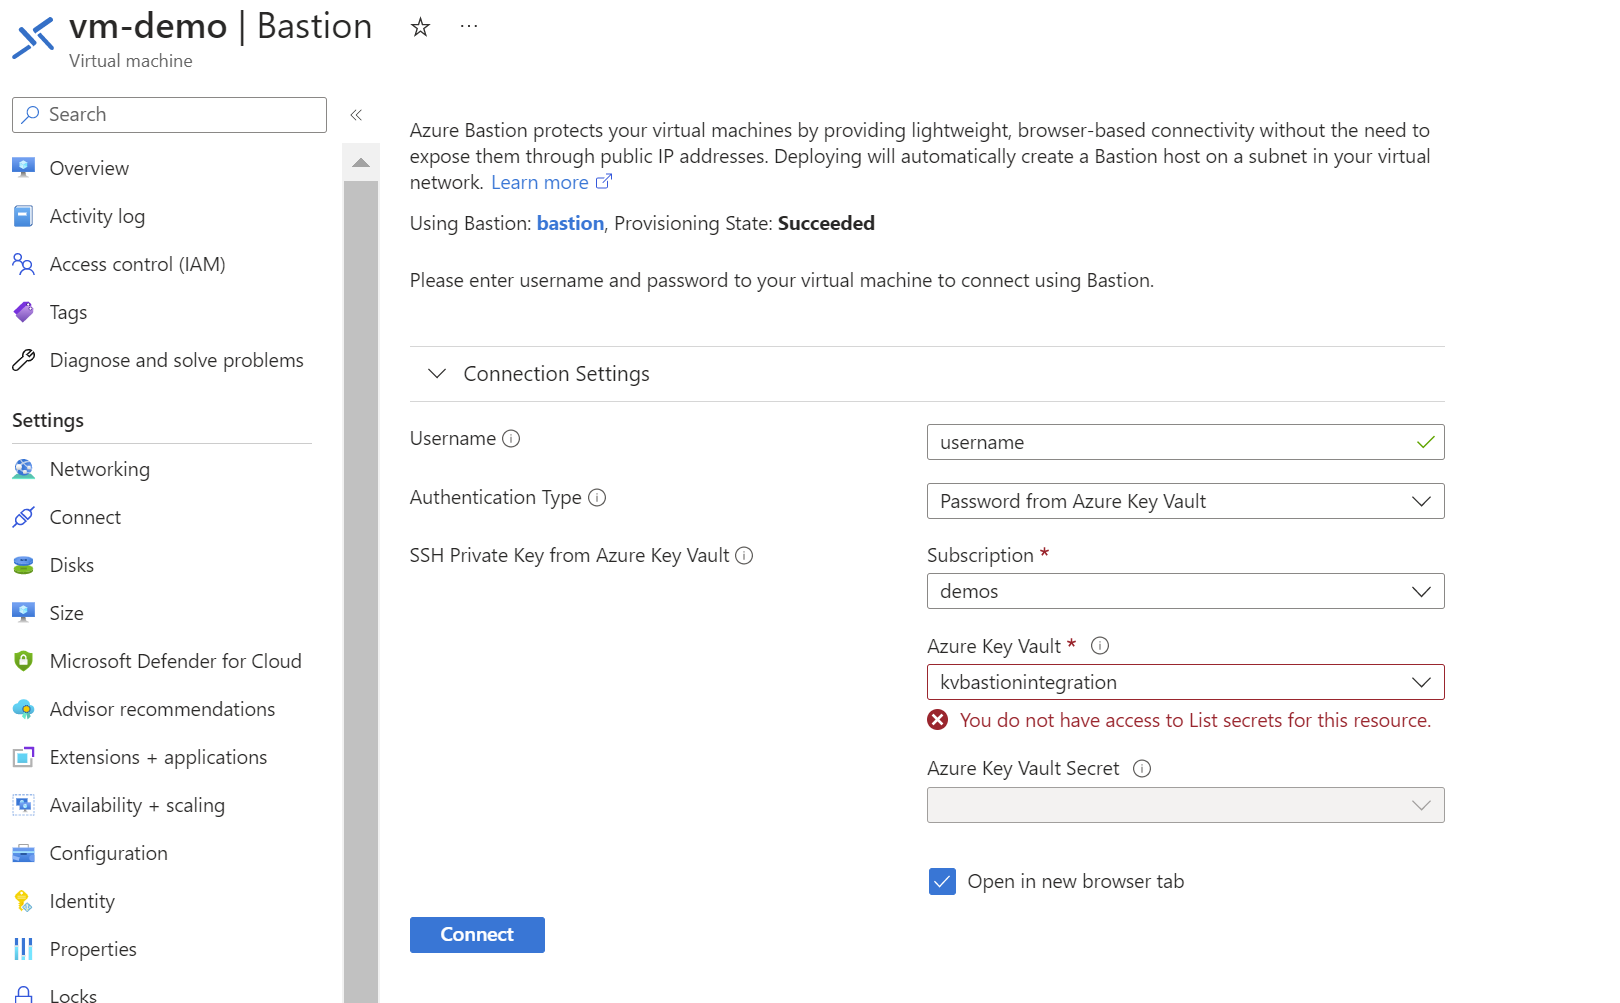 vm-demo | Bastion
Virtual machine
Search
Overview
Activity log
Access control (IAM)
Tags
Diagnose and solve problems
Settings
Networking
Connect
Disks
Size
Microsoft Defender for Cloud
Advisor recommendations
Extensions + applications
Availability + scaling
Configuration
Identity
Properties
Locks
Azure Bastion protects your virtual machines by providing lightweight, browser-based connectivity without the need to
expose them through public IP addresses. Deploying will automatically create a Bastion host on a subnet in your virtual
network. Learn more
Using Bastion: bastion, Provisioning State: Succeeded
Please enter username and password to your virtual machine to connect using Bastion.
Connection Settings
Username
username
Authentication Type
Password from Azure Key Vault
SSH Private Key from Azure Key Vault
Subscription *
demos
Azure Key Vault *
kvbastionintegration
You do not have access to List secrets for this resource.
Azure Key Vault Secret
Open in new browser tab
Connect